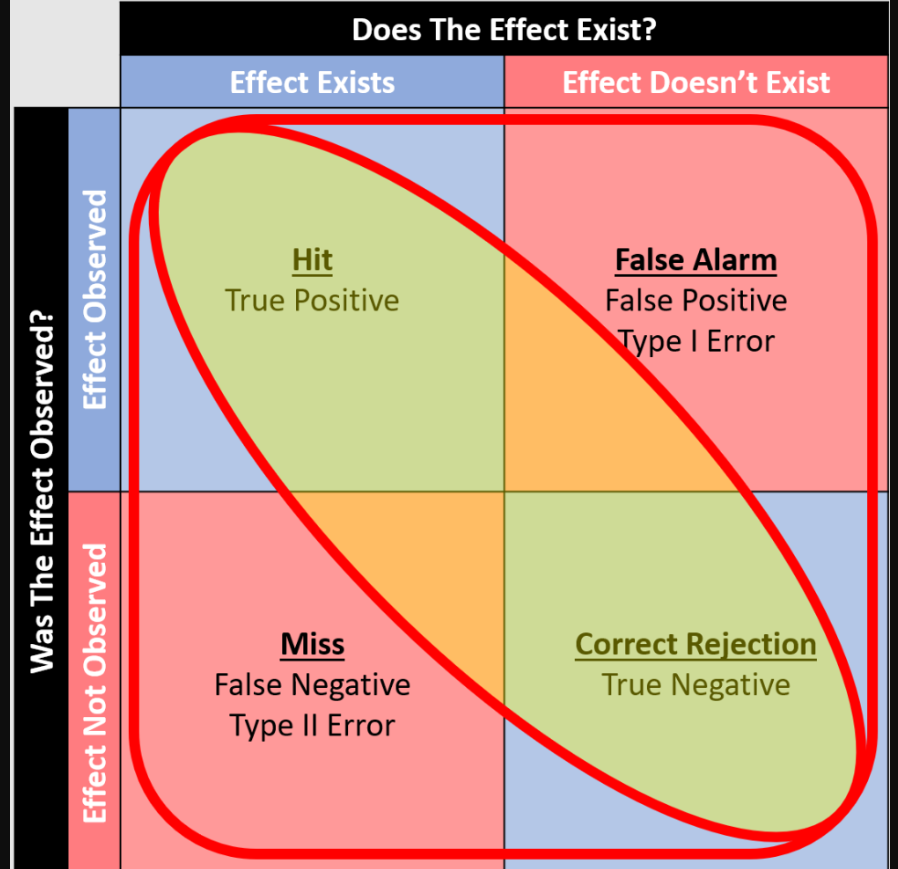 Does The Effect Exist?
Effect Exists
Effect Doesn't Exist
Was The Effect Observed?
Effect Observed
Hit
True Positive
False Alarm
False Positive
Type I Error
Effect Not Observed
Miss
False Negative
Type II Error
Correct Rejection
True Negative